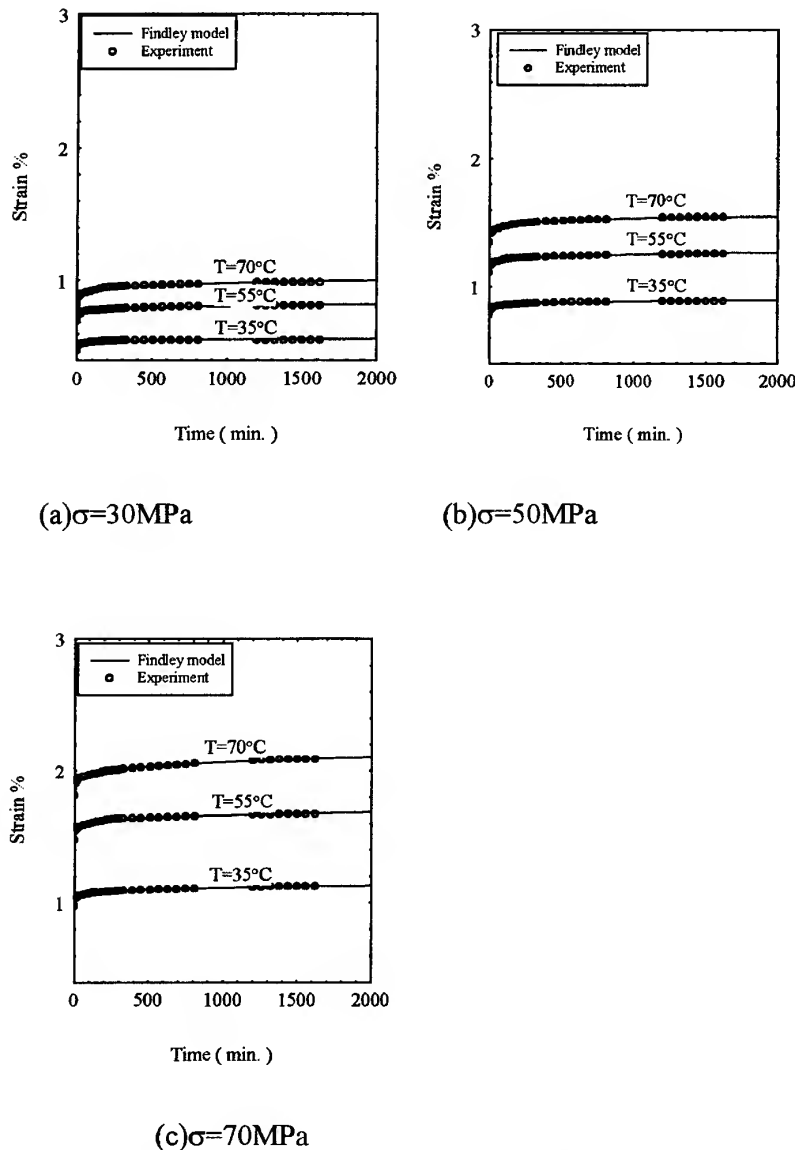 3
Findley model
Experiment
2
Strain %
T=70°C
1
T=55°C
T=35°C
0 500 1000 1500 2000
Time ( min. )
(a)σ=30MPa
3
Findley model
Experiment
2
Strain %
T=70°C
T=55°C
1
T=35°C
0 500 1000 1500 2000
Time ( min. )
(b)σ=50MPa
3
Findley model
Experiment
T=70°C
2
Strain %
T=55°C
T=35°C
1
0 500 1000 1500 2000
Time ( min. )
(c)σ=70MPa